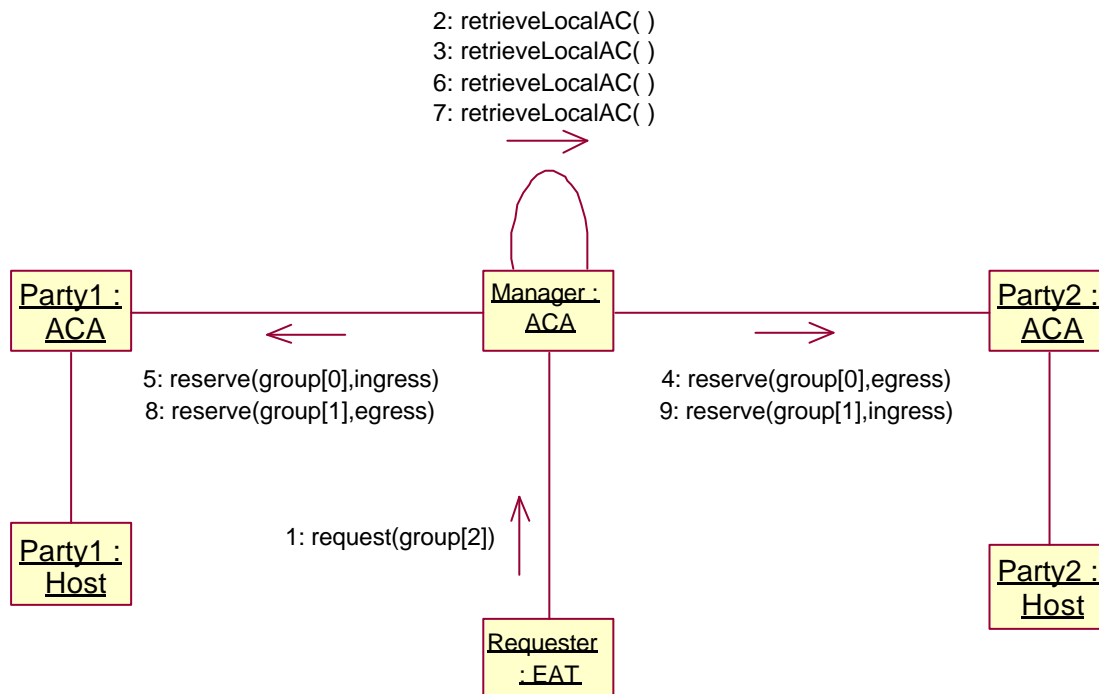 2: retrieveLocalAC( )
3: retrieveLocalAC( )
6: retrieveLocalAC( )
7: retrieveLocalAC( )
Party1 :
ACA
Manager :
ACA
Party2 :
ACA
5: reserve(group[0],ingress)
8: reserve(group[1],egress)
4: reserve(group[0],egress)
9: reserve(group[1],ingress)
1: request(group[2])
Party1 :
Host
Party2 :
Host
Requester
: EAT